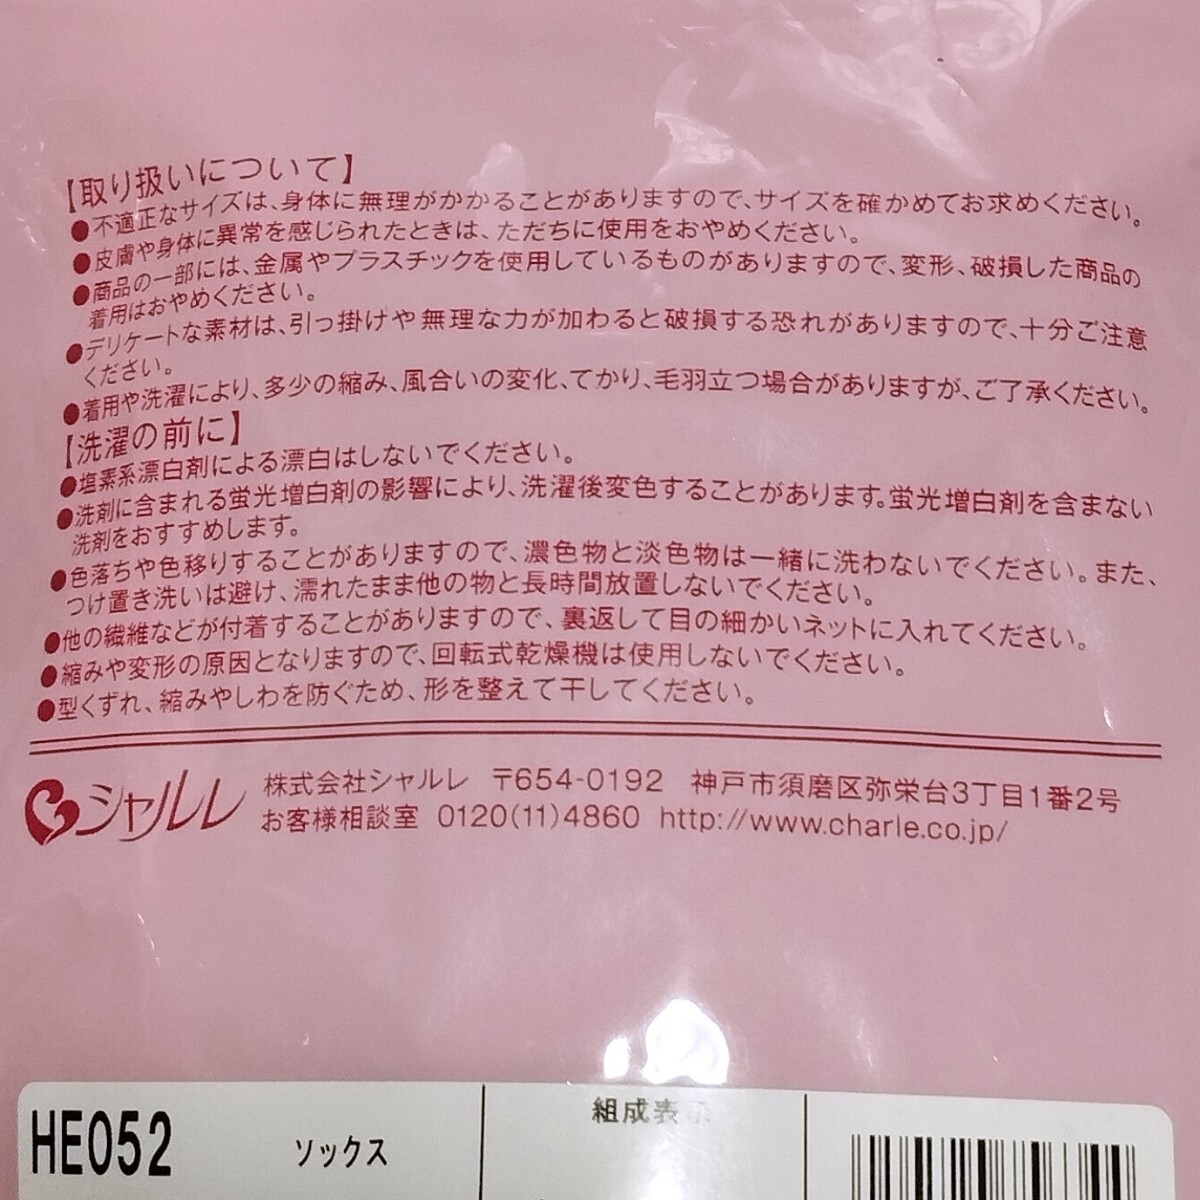 【取り扱いについて】
●不適正なサイズは、身体に無理がかかることがありますので、サイズを確かめてお求めください。
●皮膚や身体に異常を感じられたときは、ただちに使用をおやめください。
●商品の一部には、金属やプラスチックを使用しているものがありますので、変形、破損した商品の
着用はおやめください。
●デリケートな素材は、引っ掛けや無理な力が加わると破損する恐れがありますので、十分ご注意
ください。
●着用や洗濯により、多少の縮み、風合いの変化、てかり、毛羽立つ場合がありますが、ご了承ください。
【洗濯の前に】
●塩素系漂白剤による漂白はしないでください。
●洗剤に含まれる蛍光増白剤の影響により、洗濯後変色することがあります。蛍光増白剤を含まない
洗剤をおすすめします。
●色落ちや色移りすることがありますので、濃色物と淡色物は一緒に洗わないでください。また、
つけ置き洗いは避け、濡れたまま他の物と長時間放置しないでください。
●他の繊維などが付着することがありますので、裏返して目の細かいネットに入れてください。
●縮みや変形の原因となりますので、回転式乾燥機は使用しないでください。
●型くずれ、縮みやしわを防ぐため、形を整えて干してください。
シャルレ 株式会社シャルレ 〒654-0192 神戸市須磨区弥栄台3丁目1番2号
お客様相談室 0120(11)4860 http://www.charle.co.jp/
HE052 ソックス 組成表示